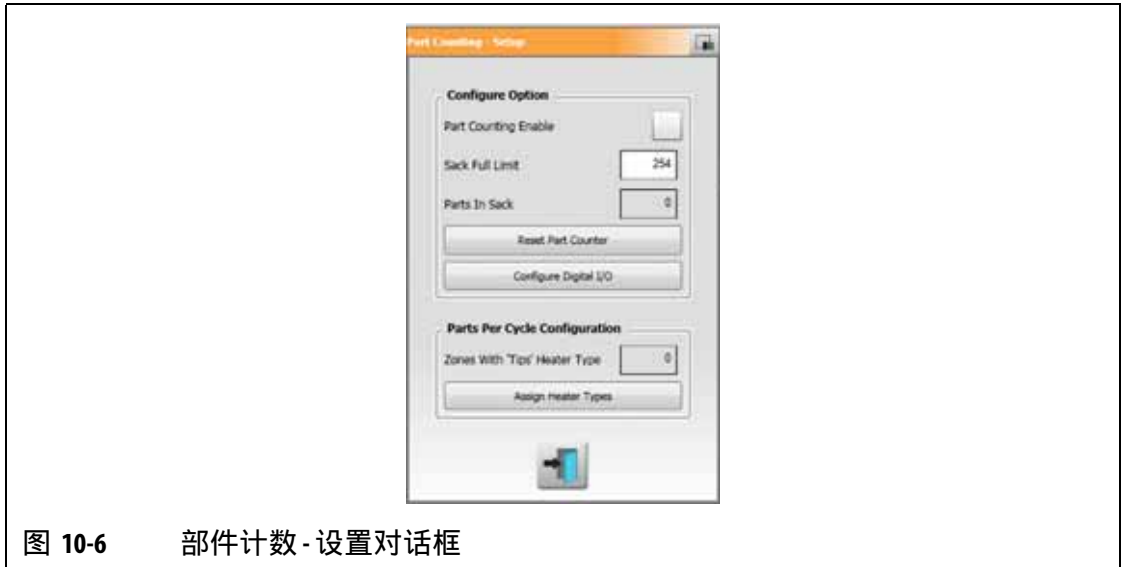 Part Counting - Setup
Configure Option
Part Counting Enable
Sack Full Limit 254
Parts In Sack 0
Reset Part Counter
Configure Digital I/O
Parts Per Cycle Configuration
Zones With 'Tips' Heater Type 0
Assign Heater Types
图 10-6 部件计数 - 设置对话框